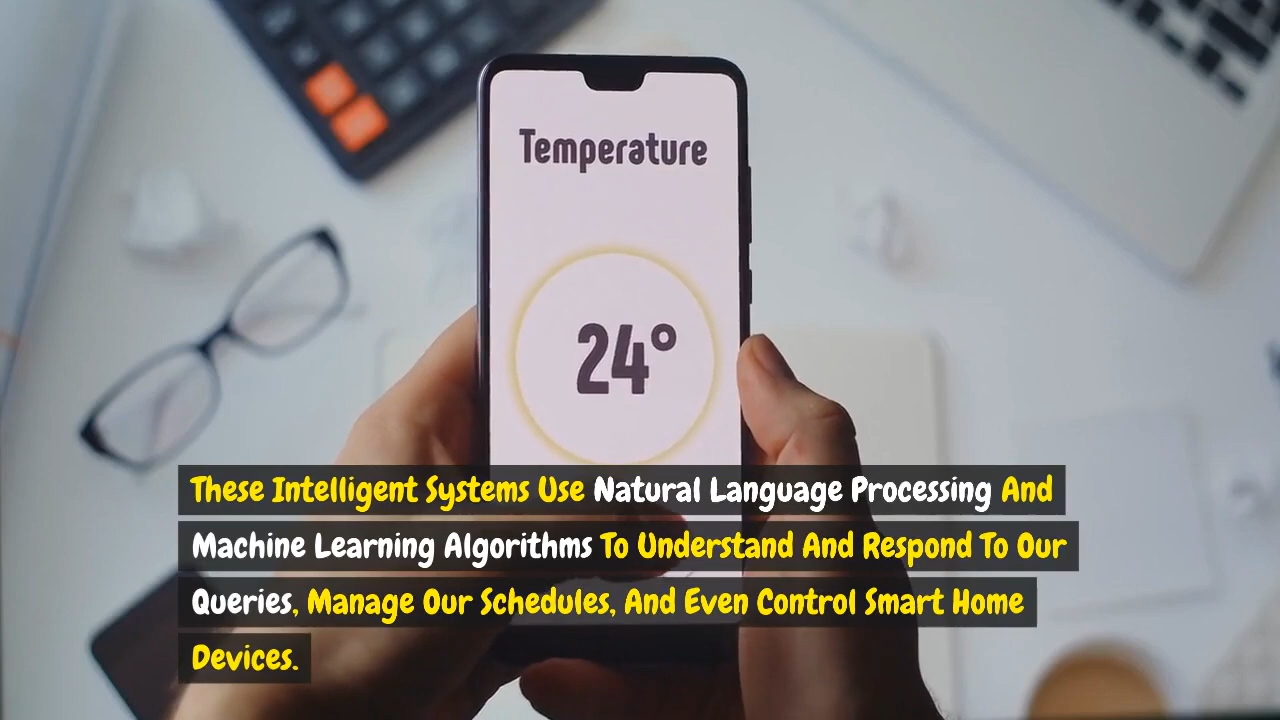 Temperature
24°
These Intelligent Systems Use Natural Language Processing And
Machine Learning Algorithms To Understand And Respond To Our
Queries, Manage Our Schedules, And Even Control Smart Home
Devices.